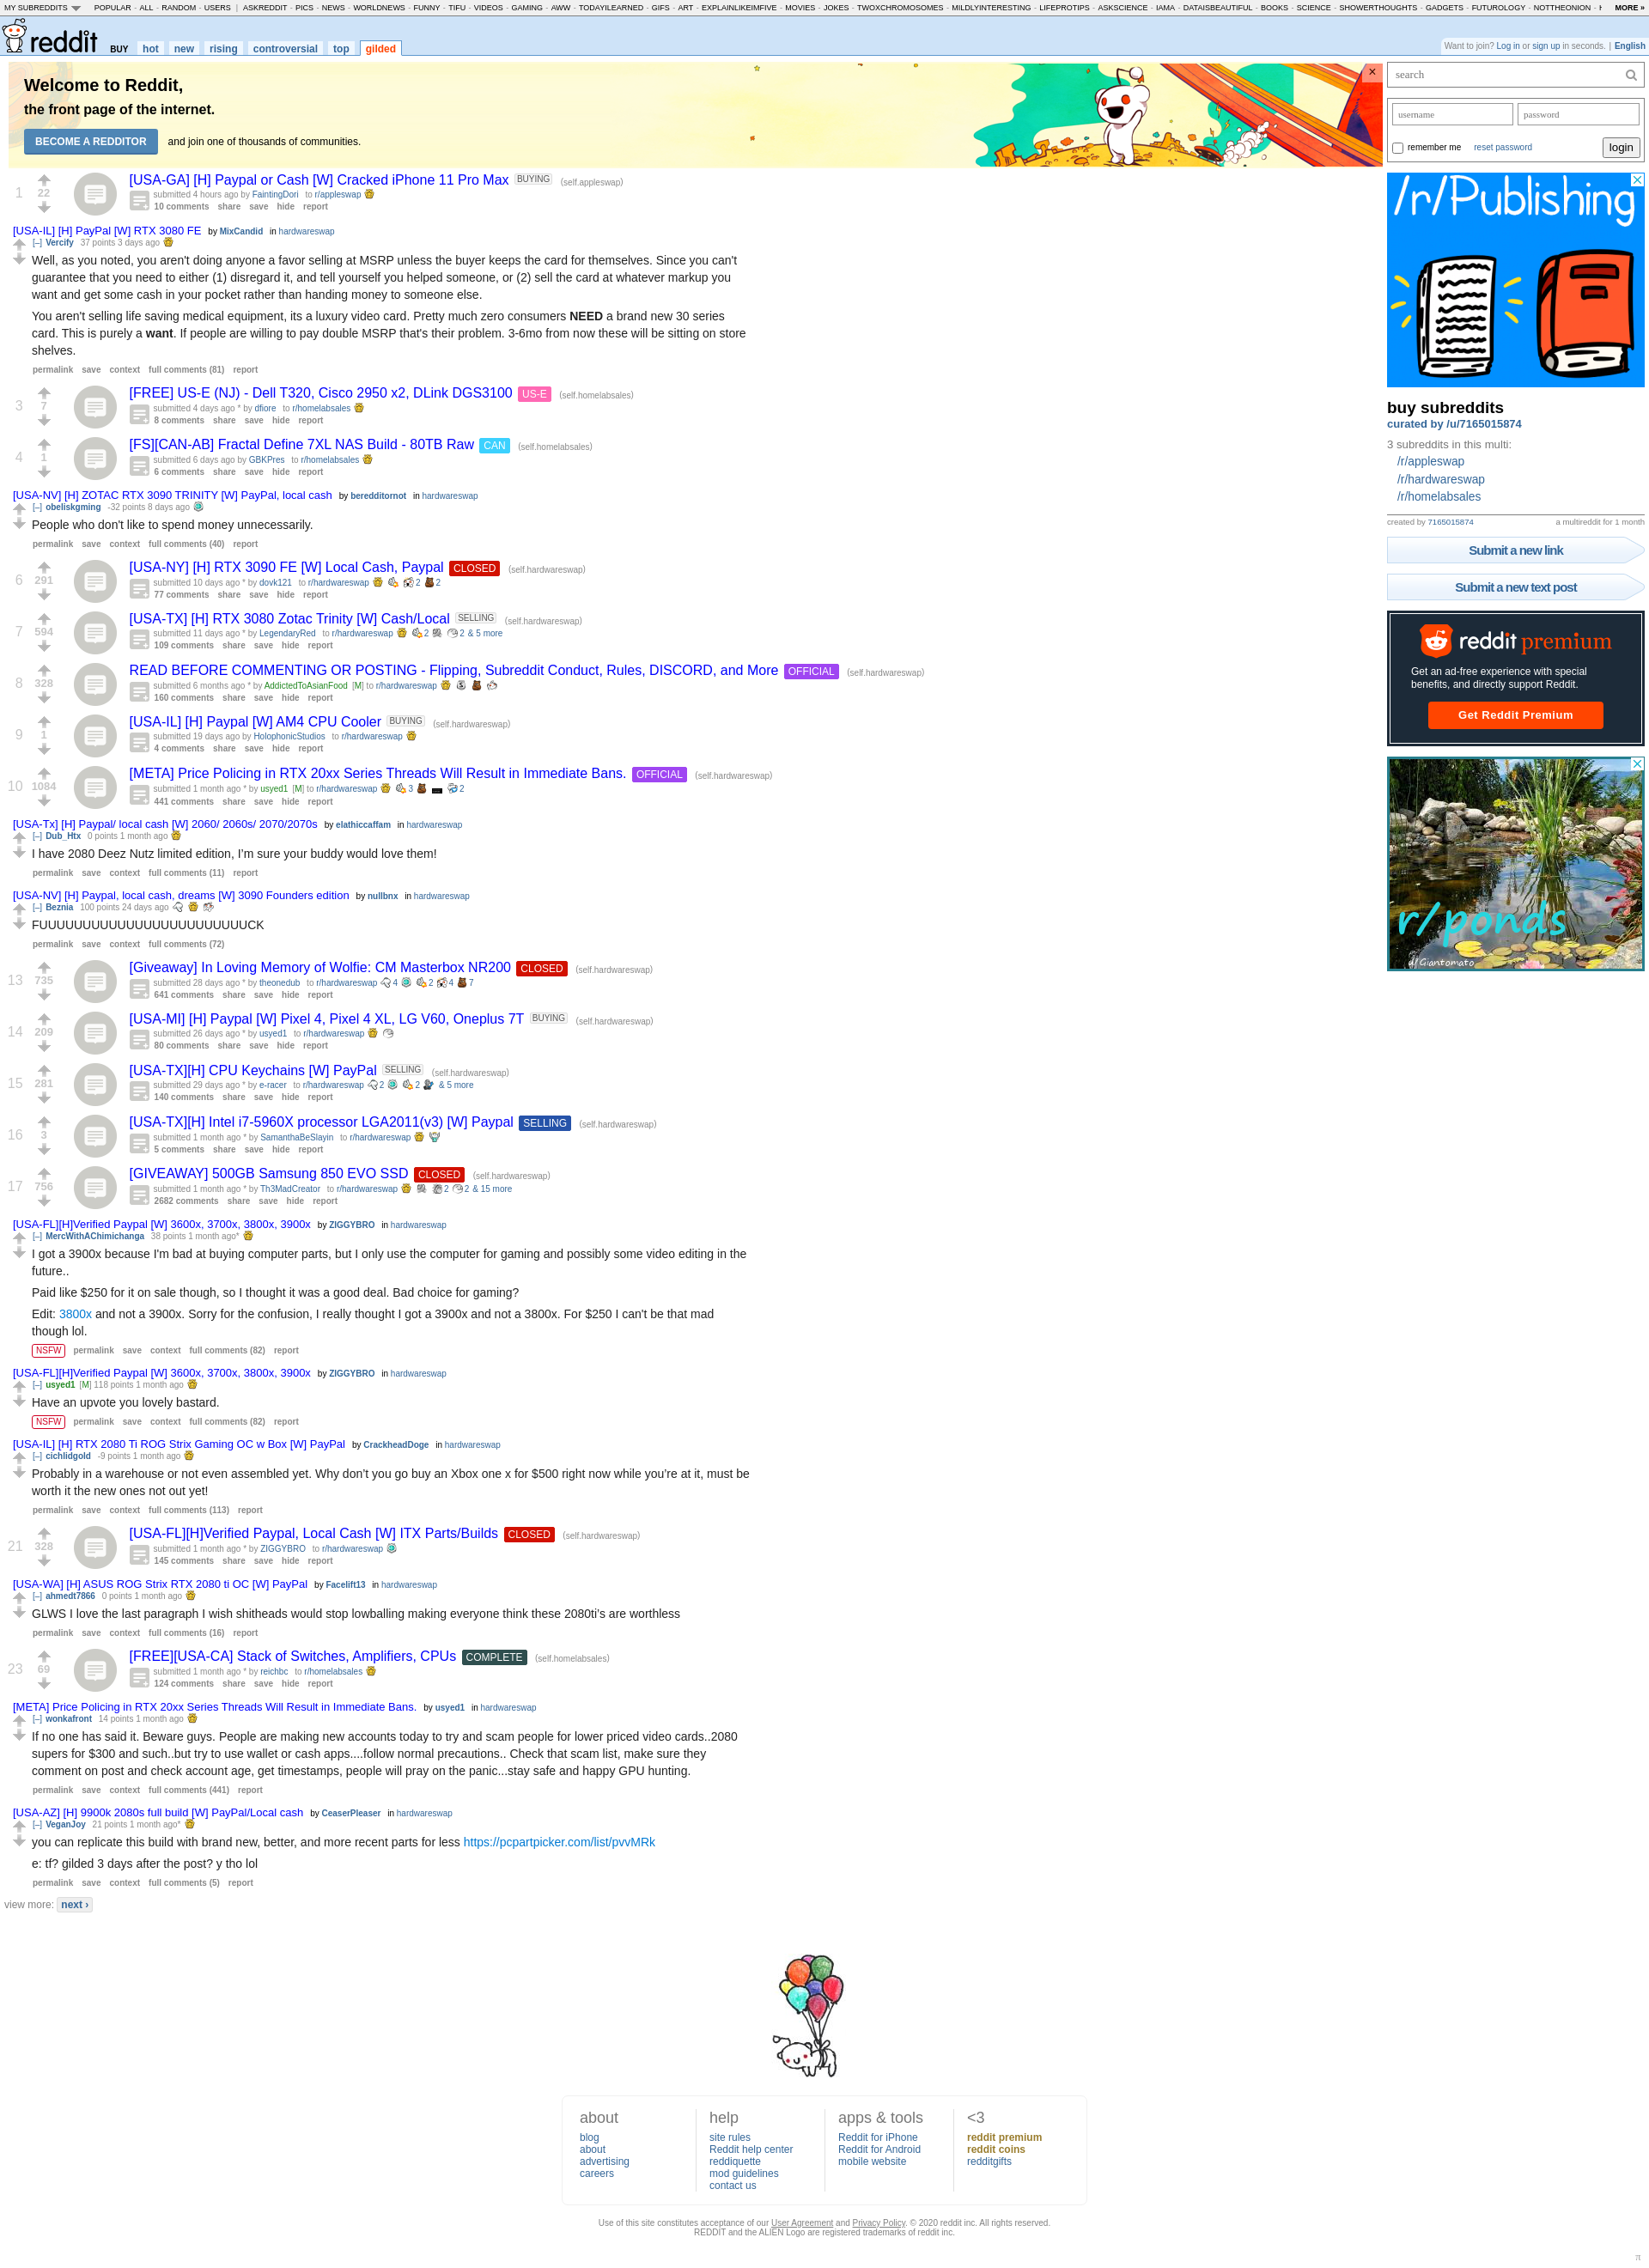 MY SUBREDDITS POPULAR - ALL - RANDOM - USERS | ASKREDDIT - PICS - NEWS - WORLDNEWS - FUNNY - TIFU - VIDEOS - GAMING - AWW - TODAYILEARNED - GIFS - ART - EXPLAINLIKEIMFIVE - MOVIES - JOKES - TWOXCHROMOSOMES - MILDLYINTERESTING - LIFEPROTIPS - ASKSCIENCE - IAMA - DATAISBEAUTIFUL - BOOKS - SCIENCE - SHOWERTHOUGHTS - GADGETS - FUTUROLOGY - NOTTHEONION - MORE »
reddit BUY hot new rising controversial top gilded
Want to join? Log in or sign up in seconds. | English
Welcome to Reddit,
the front page of the internet.
BECOME A REDDITOR and join one of thousands of communities.
×
1
22
[USA-GA] [H] Paypal or Cash [W] Cracked iPhone 11 Pro Max BUYING (self.appleswap)
submitted 4 hours ago by FaintingDori to r/appleswap
10 comments share save hide report
[USA-IL] [H] PayPal [W] RTX 3080 FE by MixCandid in hardwareswap
[–] Vercify 37 points 3 days ago
Well, as you noted, you aren't doing anyone a favor selling at MSRP unless the buyer keeps the card for themselves. Since you can't
guarantee that you need to either (1) disregard it, and tell yourself you helped someone, or (2) sell the card at whatever markup you
want and get some cash in your pocket rather than handing money to someone else.
You aren't selling life saving medical equipment, its a luxury video card. Pretty much zero consumers NEED a brand new 30 series
card. This is purely a want. If people are willing to pay double MSRP that's their problem. 3-6mo from now these will be sitting on store
shelves.
permalink save context full comments (81) report
3
7
[FREE] US-E (NJ) - Dell T320, Cisco 2950 x2, DLink DGS3100 US-E (self.homelabsales)
submitted 4 days ago * by dfiore to r/homelabsales
8 comments share save hide report
4
1
[FS][CAN-AB] Fractal Define 7XL NAS Build - 80TB Raw CAN (self.homelabsales)
submitted 6 days ago by GBKPres to r/homelabsales
6 comments share save hide report
[USA-NV] [H] ZOTAC RTX 3090 TRINITY [W] PayPal, local cash by beredditornot in hardwareswap
[–] obeliskgming -32 points 8 days ago
People who don't like to spend money unnecessarily.
permalink save context full comments (40) report
6
291
[USA-NY] [H] RTX 3090 FE [W] Local Cash, Paypal CLOSED (self.hardwareswap)
submitted 10 days ago * by dovk121 to r/hardwareswap 2 2
77 comments share save hide report
7
594
[USA-TX] [H] RTX 3080 Zotac Trinity [W] Cash/Local SELLING (self.hardwareswap)
submitted 11 days ago * by LegendaryRed to r/hardwareswap 2 2 & 5 more
109 comments share save hide report
8
328
READ BEFORE COMMENTING OR POSTING - Flipping, Subreddit Conduct, Rules, DISCORD, and More OFFICIAL (self.hardwareswap)
submitted 6 months ago * by AddictedToAsianFood [M] to r/hardwareswap
160 comments share save hide report
9
1
[USA-IL] [H] Paypal [W] AM4 CPU Cooler BUYING (self.hardwareswap)
submitted 19 days ago by HolophonicStudios to r/hardwareswap
4 comments share save hide report
10
1084
[META] Price Policing in RTX 20xx Series Threads Will Result in Immediate Bans. OFFICIAL (self.hardwareswap)
submitted 1 month ago * by usyed1 [M] to r/hardwareswap 3 2
441 comments share save hide report
[USA-Tx] [H] Paypal/ local cash [W] 2060/ 2060s/ 2070/2070s by elathiccaffam in hardwareswap
[–] Dub_Htx 0 points 1 month ago
I have 2080 Deez Nutz limited edition, I'm sure your buddy would love them!
permalink save context full comments (11) report
[USA-NV] [H] Paypal, local cash, dreams [W] 3090 Founders edition by nullbnx in hardwareswap
[–] Beznia 100 points 24 days ago
FUUUUUUUUUUUUUUUUUUUUUUUUCK
permalink save context full comments (72)
13
735
[Giveaway] In Loving Memory of Wolfie: CM Masterbox NR200 CLOSED (self.hardwareswap)
submitted 28 days ago * by theonedub to r/hardwareswap 4 2 4 7
641 comments share save hide report
14
209
[USA-MI] [H] Paypal [W] Pixel 4, Pixel 4 XL, LG V60, Oneplus 7T BUYING (self.hardwareswap)
submitted 26 days ago * by usyed1 to r/hardwareswap
80 comments share save hide report
15
281
[USA-TX][H] CPU Keychains [W] PayPal SELLING (self.hardwareswap)
submitted 29 days ago * by e-racer to r/hardwareswap 2 2 & 5 more
140 comments share save hide report
16
3
[USA-TX][H] Intel i7-5960X processor LGA2011(v3) [W] Paypal SELLING (self.hardwareswap)
submitted 1 month ago * by SamanthaBeSlayin to r/hardwareswap
5 comments share save hide report
17
756
[GIVEAWAY] 500GB Samsung 850 EVO SSD CLOSED (self.hardwareswap)
submitted 1 month ago * by Th3MadCreator to r/hardwareswap 2 2 & 15 more
2682 comments share save hide report
[USA-FL][H]Verified Paypal [W] 3600x, 3700x, 3800x, 3900x by ZIGGYBRO in hardwareswap
[–] MercWithAChimichanga 38 points 1 month ago*
I got a 3900x because I'm bad at buying computer parts, but I only use the computer for gaming and possibly some video editing in the
future..
Paid like $250 for it on sale though, so I thought it was a good deal. Bad choice for gaming?
Edit: 3800x and not a 3900x. Sorry for the confusion, I really thought I got a 3900x and not a 3800x. For $250 I can't be that mad
though lol.
NSFW permalink save context full comments (82) report
[USA-FL][H]Verified Paypal [W] 3600x, 3700x, 3800x, 3900x by ZIGGYBRO in hardwareswap
[–] usyed1 [M] 118 points 1 month ago
Have an upvote you lovely bastard.
NSFW permalink save context full comments (82) report
[USA-IL] [H] RTX 2080 Ti ROG Strix Gaming OC w Box [W] PayPal by CrackheadDoge in hardwareswap
[–] cichlidgold -9 points 1 month ago
Probably in a warehouse or not even assembled yet. Why don't you go buy an Xbox one x for $500 right now while you're at it, must be
worth it the new ones not out yet!
permalink save context full comments (113) report
21
328
[USA-FL][H]Verified Paypal, Local Cash [W] ITX Parts/Builds CLOSED (self.hardwareswap)
submitted 1 month ago * by ZIGGYBRO to r/hardwareswap
145 comments share save hide report
[USA-WA] [H] ASUS ROG Strix RTX 2080 ti OC [W] PayPal by Facelift13 in hardwareswap
[–] ahmedt7866 0 points 1 month ago
GLWS I love the last paragraph I wish shitheads would stop lowballing making everyone think these 2080ti's are worthless
permalink save context full comments (16) report
23
69
[FREE][USA-CA] Stack of Switches, Amplifiers, CPUs COMPLETE (self.homelabsales)
submitted 1 month ago * by reichbc to r/homelabsales
124 comments share save hide report
[META] Price Policing in RTX 20xx Series Threads Will Result in Immediate Bans. by usyed1 in hardwareswap
[–] wonkafront 14 points 1 month ago
If no one has said it. Beware guys. People are making new accounts today to try and scam people for lower priced video cards..2080
supers for $300 and such..but try to use wallet or cash apps....follow normal precautions.. Check that scam list, make sure they
comment on post and check account age, get timestamps, people will pray on the panic...stay safe and happy GPU hunting.
permalink save context full comments (441) report
[USA-AZ] [H] 9900k 2080s full build [W] PayPal/Local cash by CeaserPleaser in hardwareswap
[–] VeganJoy 21 points 1 month ago*
you can replicate this build with brand new, better, and more recent parts for less https://pcpartpicker.com/list/pvvMRk
e: tf? gilded 3 days after the post? y tho lol
permalink save context full comments (5) report
view more: next ›
search
username password
remember me reset password login
/r/Publishing
buy subreddits
curated by /u/7165015874
3 subreddits in this multi:
/r/appleswap
/r/hardwareswap
/r/homelabsales
created by 7165015874 a multireddit for 1 month
Submit a new link
Submit a new text post
reddit premium
Get an ad-free experience with special
benefits, and directly support Reddit.
Get Reddit Premium
r/ponds
u/Giantomato
about
blog
about
advertising
careers
help
site rules
Reddit help center
reddiquette
mod guidelines
contact us
apps & tools
Reddit for iPhone
Reddit for Android
mobile website
<3
reddit premium
reddit coins
redditgifts
Use of this site constitutes acceptance of our User Agreement and Privacy Policy. © 2020 reddit inc. All rights reserved.
REDDIT and the ALIEN Logo are registered trademarks of reddit inc.
π